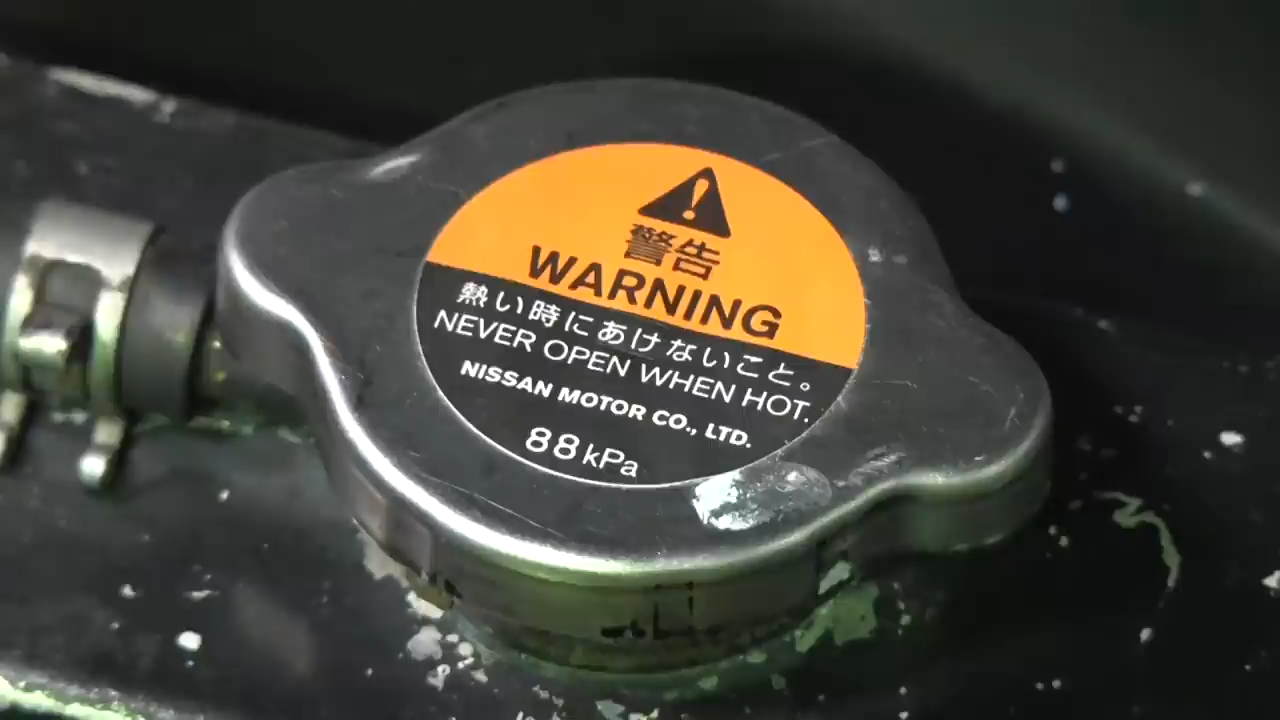 警告
WARNING
熱い時にあけないこと。
NEVER OPEN WHEN HOT.
NISSAN MOTOR CO., LTD.
88kPa